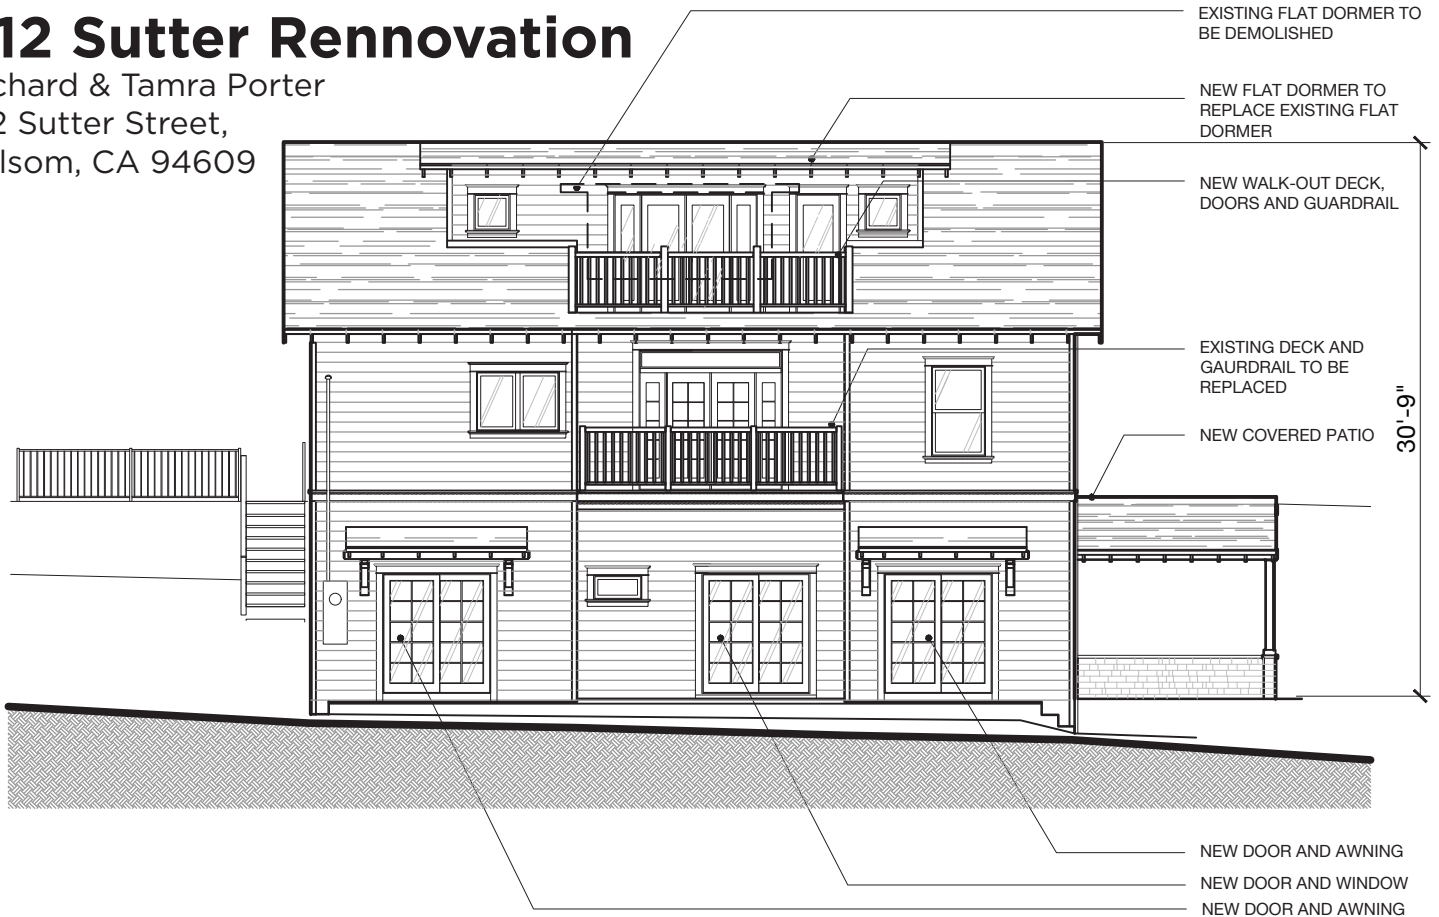 12 Sutter Rennovation
chard & Tamra Porter
2 Sutter Street,
lsom, CA 94609
EXISTING FLAT DORMER TO
BE DEMOLISHED
NEW FLAT DORMER TO
REPLACE EXISTING FLAT
DORMER
NEW WALK-OUT DECK,
DOORS AND GUARDRAIL
EXISTING DECK AND
GAURDRAIL TO BE
REPLACED
30'-9"
NEW COVERED PATIO
NEW DOOR AND AWNING
NEW DOOR AND WINDOW
NEW DOOR AND AWNING